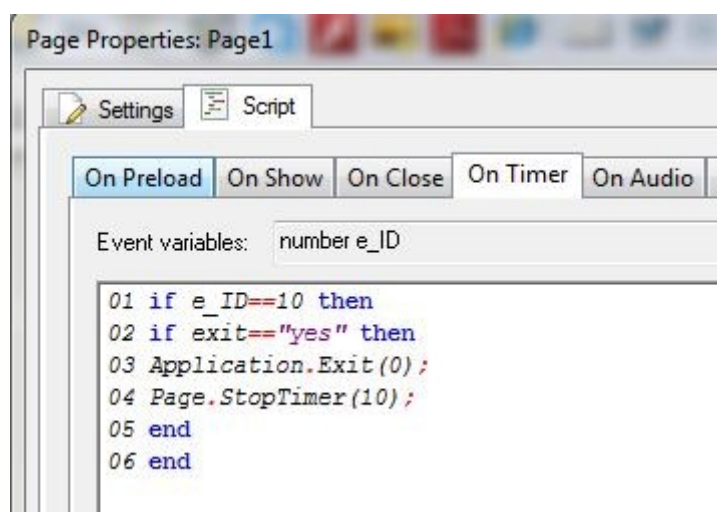 Page Properties: Page1
Settings Script
On Preload On Show On Close On Timer On Audio
Event variables: number e_ID
01 if e_ID==10 then
02 if exit=="yes" then
03 Application.Exit(0);
04 Page.StopTimer(10);
05 end
06 end